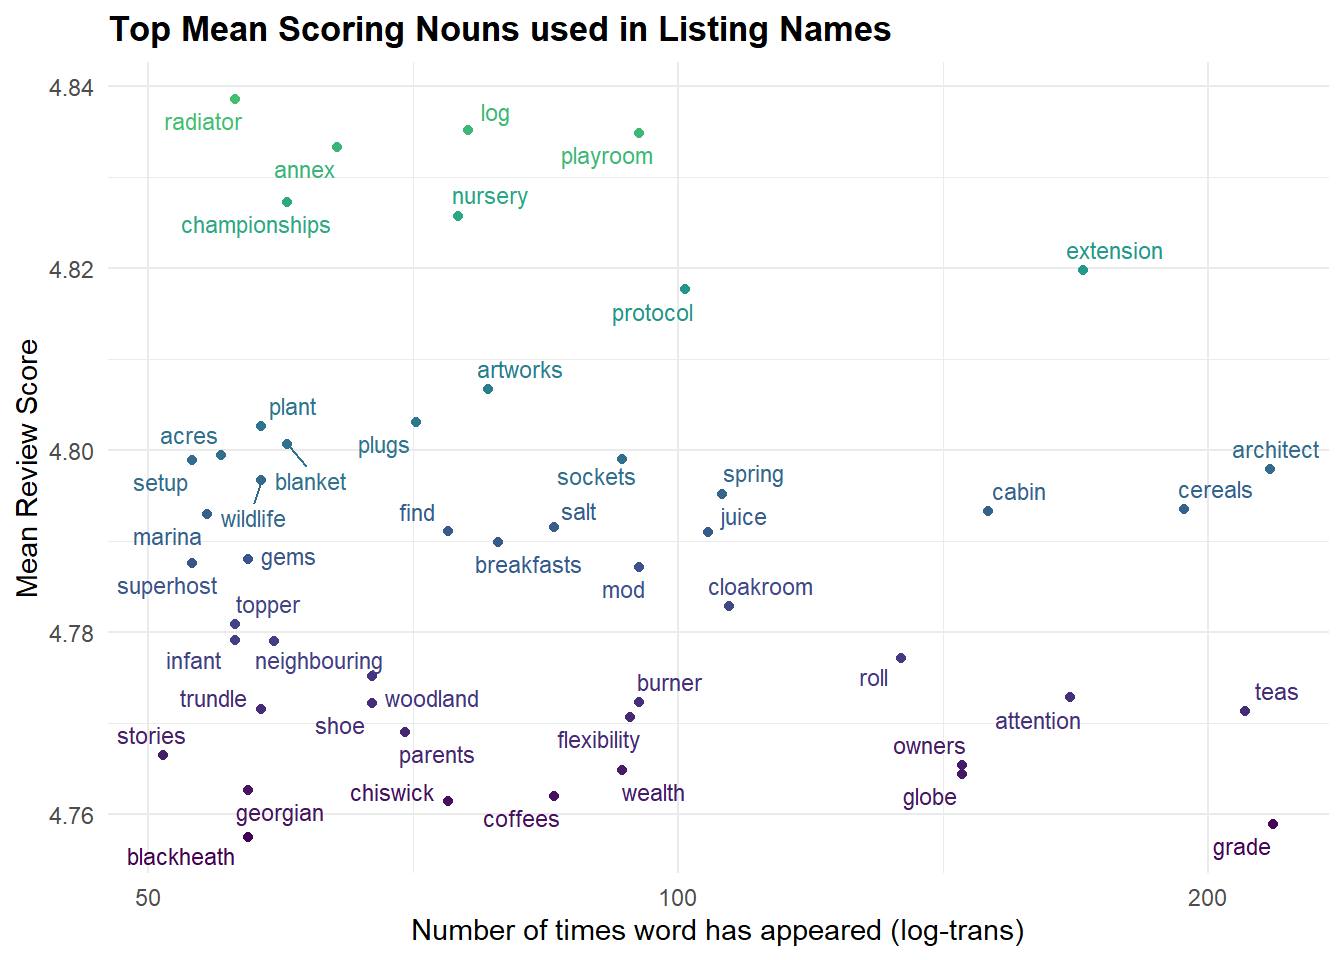 Top Mean Scoring Nouns used in Listing Names
4.84
log
radiator
playroom
annex
nursery
championships
extension
4.82
protocol
artworks
plant
acres
plugs
4.80
architect
spring
sockets
setup
blanket
cereals
cabin
find
salt
juice
wildlife
marina
gems
breakfasts
superhost
mod
cloakroom
topper
4.78
infant
neighbouring
roll
burner
trundle
woodland
teas
attention
shoe
stories
flexibility
owners
parents
chiswick
wealth
globe
georgian
4.76
coffees
grade
blackheath
Mean Review Score
50
100
200
Number of times word has appeared (log-trans)